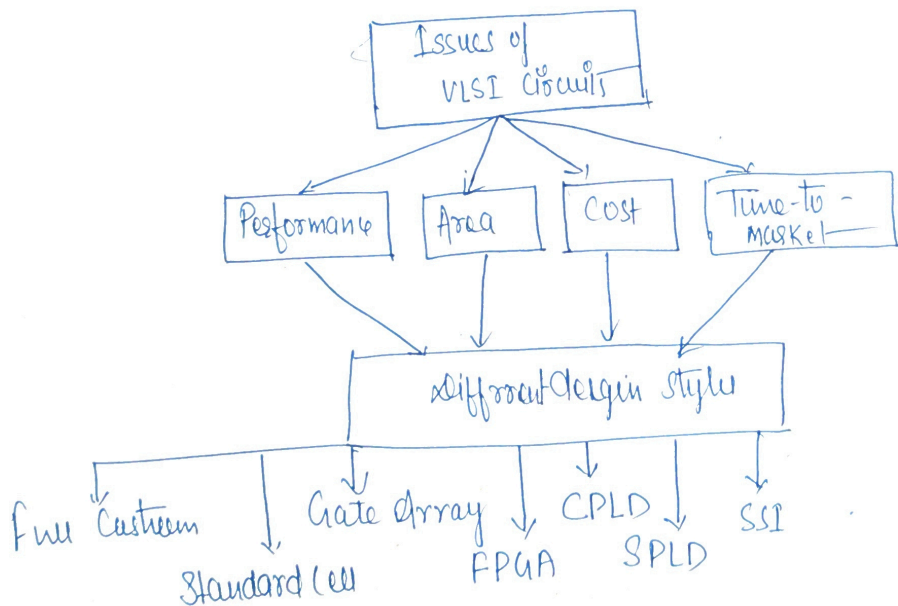 Issues of
VLSI Circuits
Performance
Area
Cost
Time-to-
Market
Different design style
Full Custom
Standard Cell
Gate Array
FPGA
CPLD
SPLD
SSI